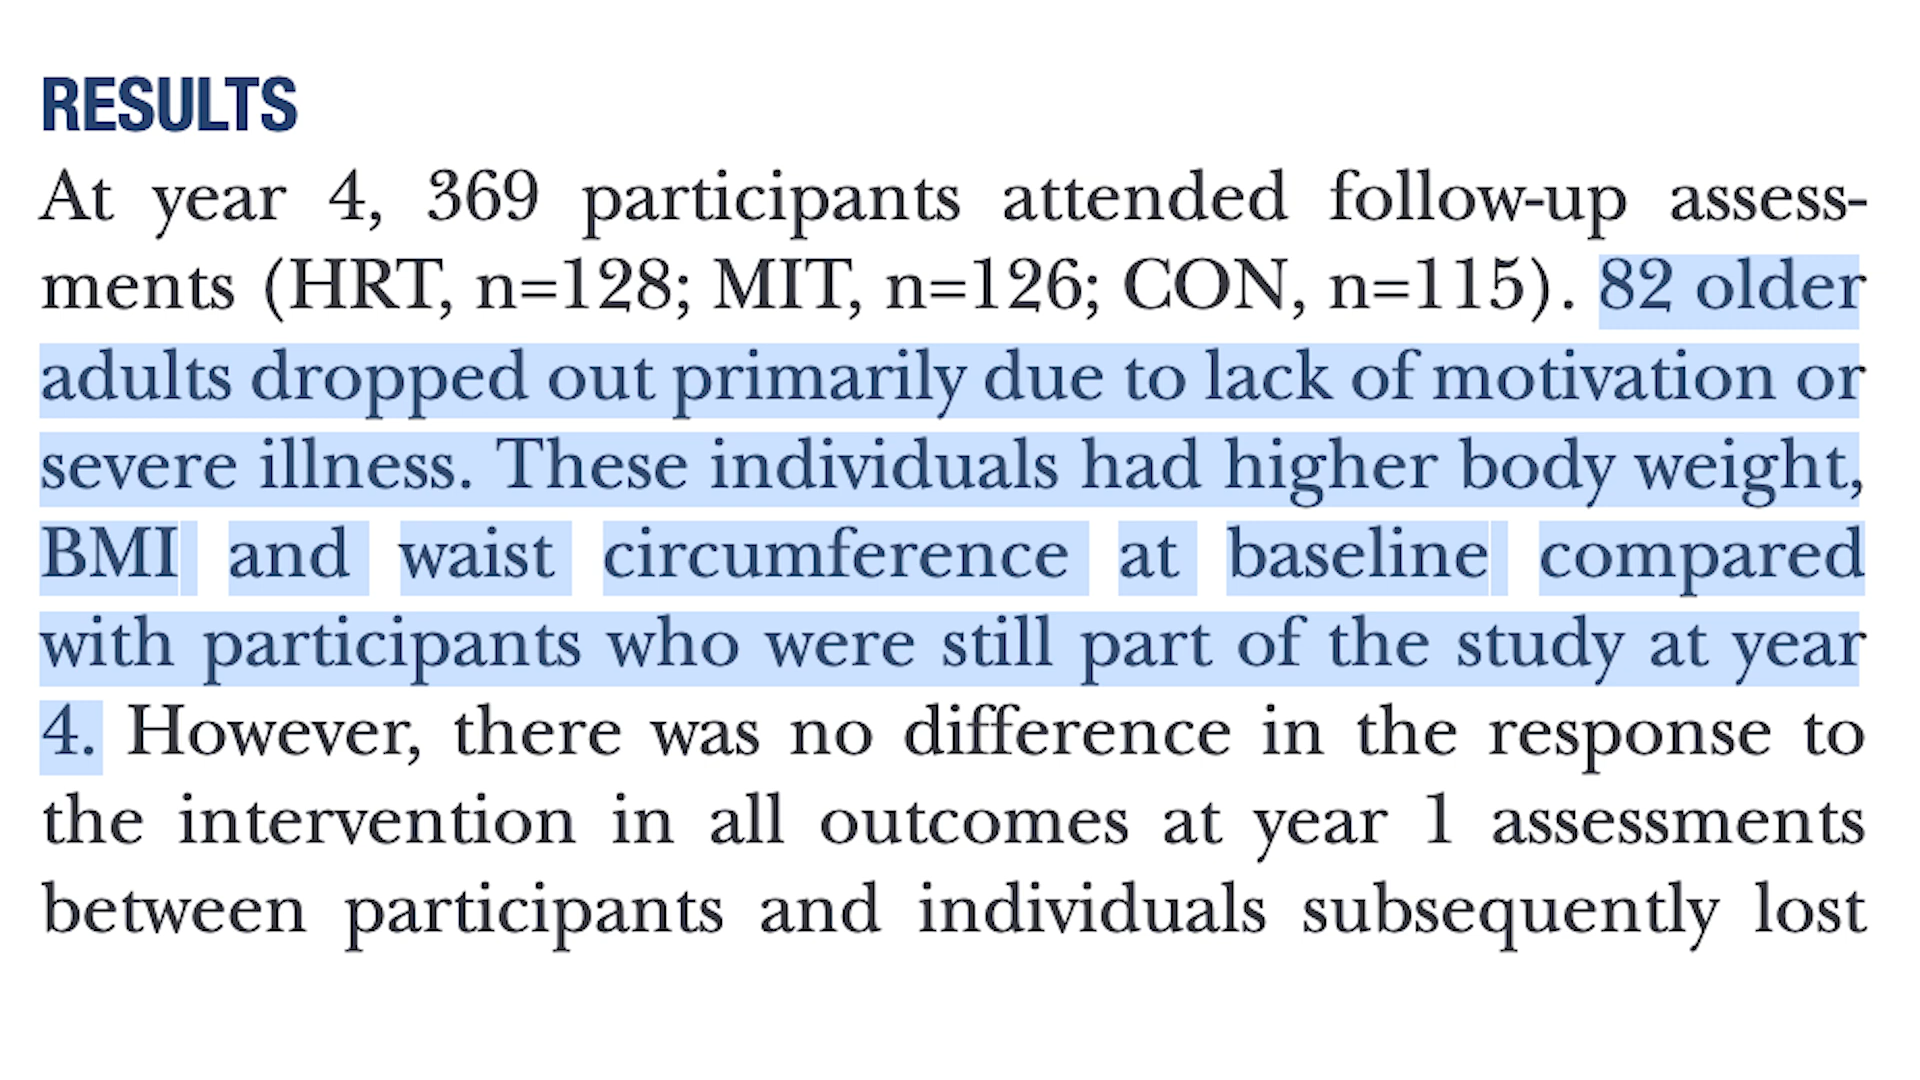 RESULTS
At year 4, 369 participants attended follow-up assess-
ments (HRT, n=128; MIT, n=126; CON, n=115). 82 older
adults dropped out primarily due to lack of motivation or
severe illness. These individuals had higher body weight,
BMI and waist circumference at baseline compared
with participants who were still part of the study at year
4. However, there was no difference in the response to
the intervention in all outcomes at year 1 assessments
between participants and individuals subsequently lost